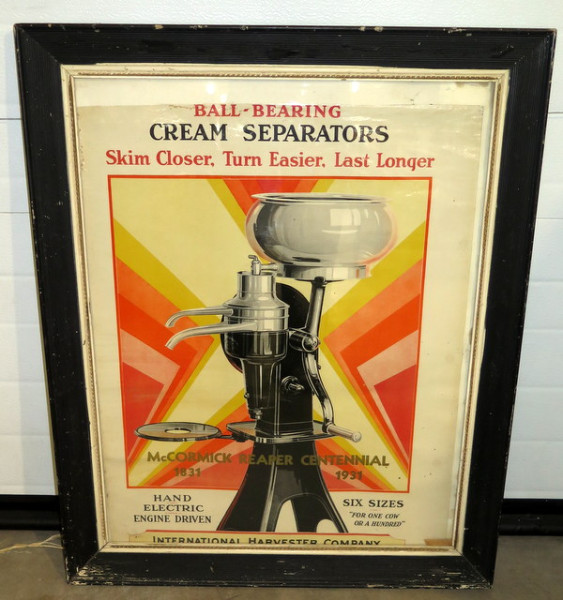 BALL-BEARING
CREAM SEPARATORS
Skim Closer, Turn Easier, Last Longer
McCORMICK REAPER CENTENNIAL
1831 1931
HAND
ELECTRIC
ENGINE DRIVEN
SIX SIZES
"FOR ONE COW
OR A HUNDRED"
INTERNATIONAL HARVESTER COMPANY